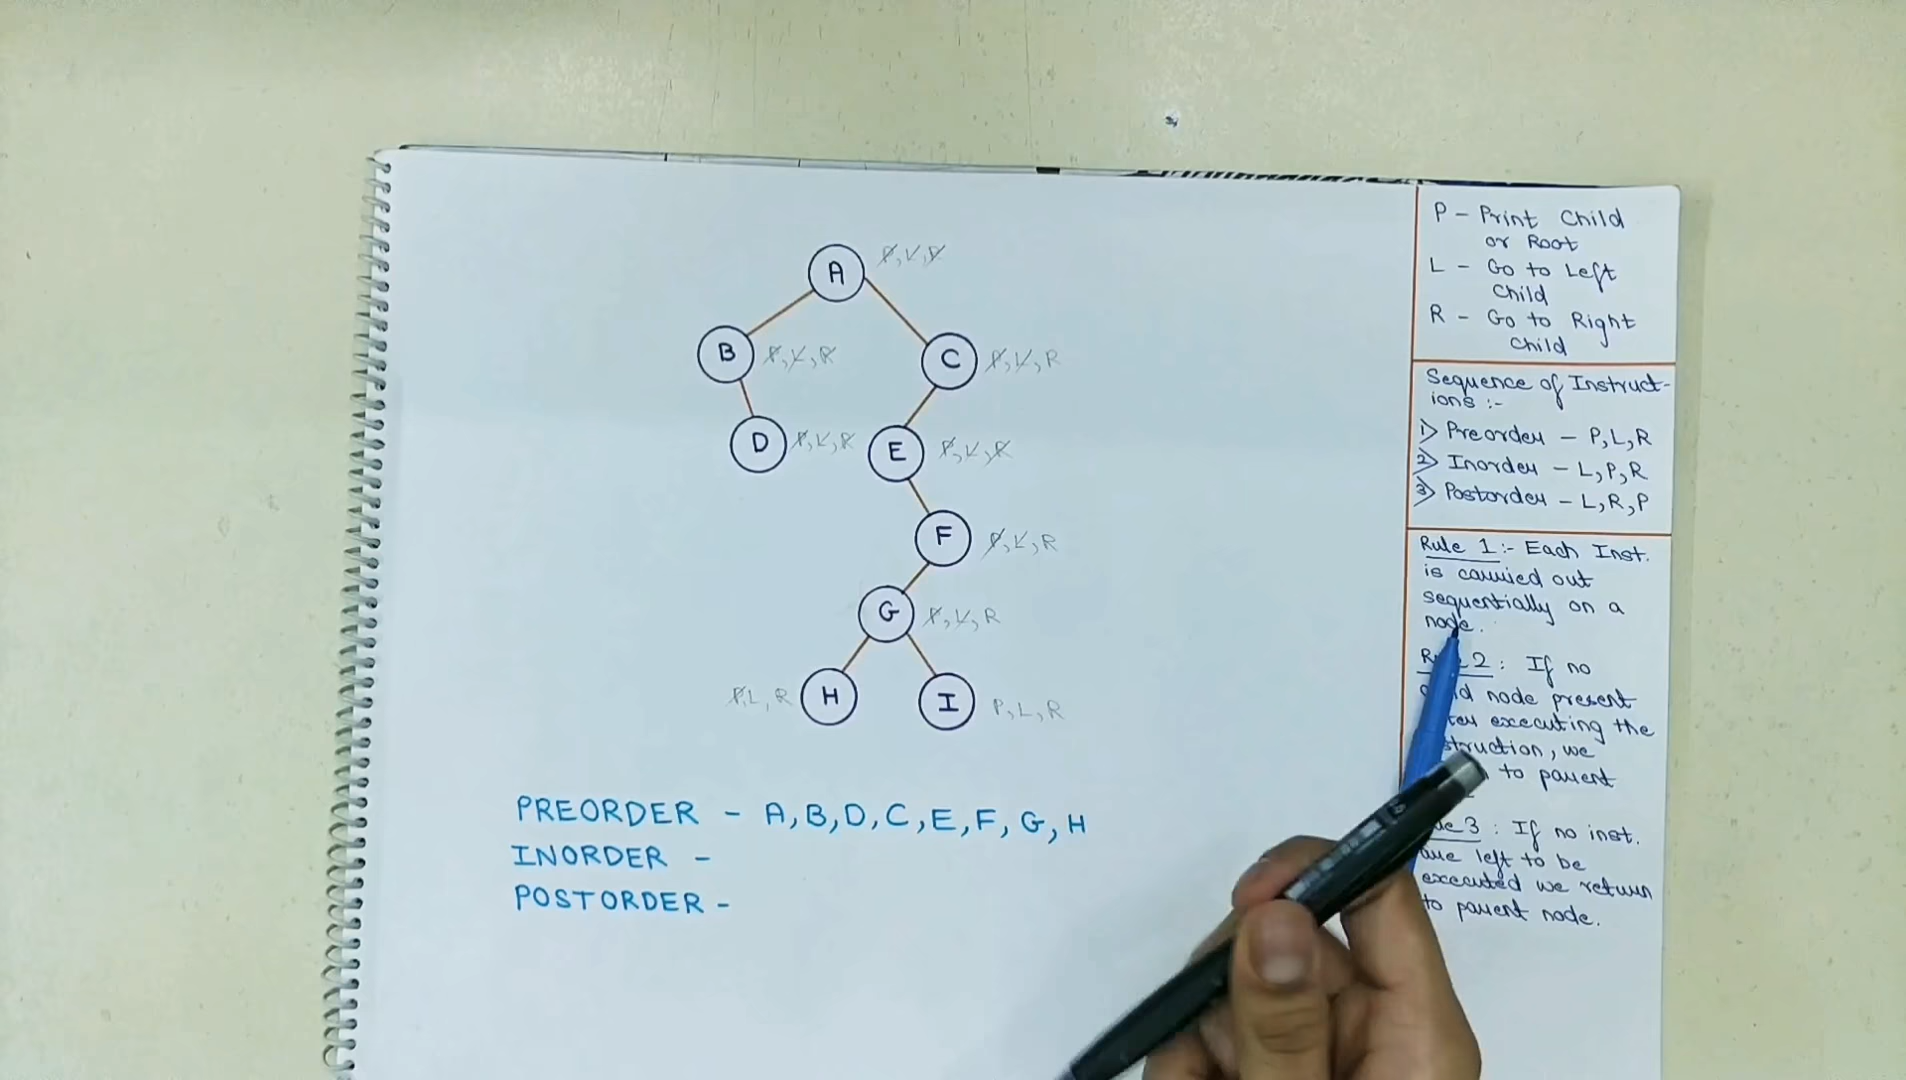 A P, L, R
B P, L, R
C P, L, R
D P, L, R
E P, L, R
F P, L, R
G P, L, R
P, L, R H
I P, L, R
PREORDER - A, B, D, C, E, F, G, H
INORDER -
POSTORDER -
P - Print Child
or Root
L - Go to Left
Child
R - Go to Right
Child
Sequence of Instruct-
ions :-
1> Preorder - P, L, R
2> Inorder - L, P, R
3> Postorder - L, R, P
Rule 1 :- Each Inst.
is carried out
sequentially on a
node.
2 : If no
node present
executing the
we
to parent
3 : If no inst.
are left to be
executed we return
to parent node.